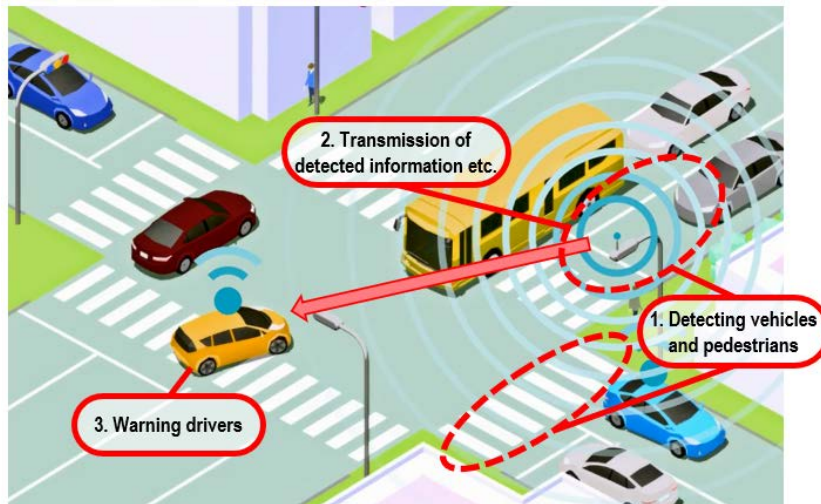 2. Transmission of
detected information etc.
1. Detecting vehicles
and pedestrians
3. Warning drivers